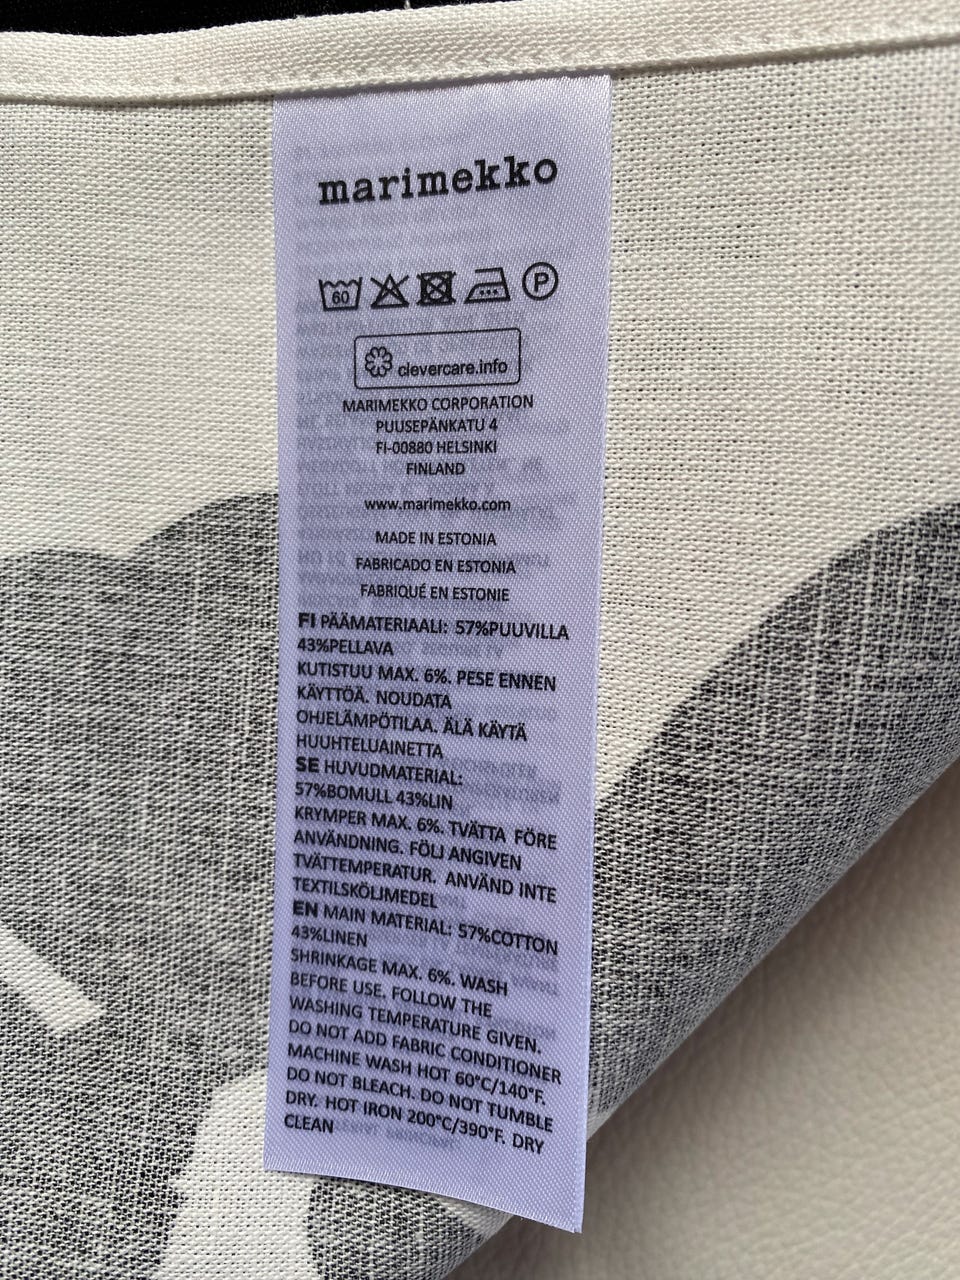 marimekko
60 P
clevercare.info
MARIMEKKO CORPORATION
PUUSEPÄNKATU 4
FI-00880 HELSINKI
FINLAND
www.marimekko.com
MADE IN ESTONIA
FABRICADO EN ESTONIA
FABRIQUÉ EN ESTONIE
FI PÄÄMATERIAALI: 57%PUUVILLA
43%PELLAVA
KUTISTUU MAX. 6%. PESE ENNEN
KÄYTTÖÄ. NOUDATA
OHJELÄMPÖTILAA. ÄLÄ KÄYTÄ
HUUHTELUAINETTA
SE HUVUDMATERIAL:
57%BOMULL 43%LIN
KRYMPER MAX. 6%. TVÄTTA FÖRE
ANVÄNDNING. FÖLJ ANGIVEN
TVÄTTEMPERATUR. ANVÄND INTE
TEXTILSKÖLJMEDEL
EN MAIN MATERIAL: 57%COTTON
43%LINEN
SHRINKAGE MAX. 6%. WASH
BEFORE USE. FOLLOW THE
WASHING TEMPERATURE GIVEN.
DO NOT ADD FABRIC CONDITIONER
MACHINE WASH HOT 60°C/140°F.
DO NOT BLEACH. DO NOT TUMBLE
DRY. HOT IRON 200°C/390°F. DRY
CLEAN